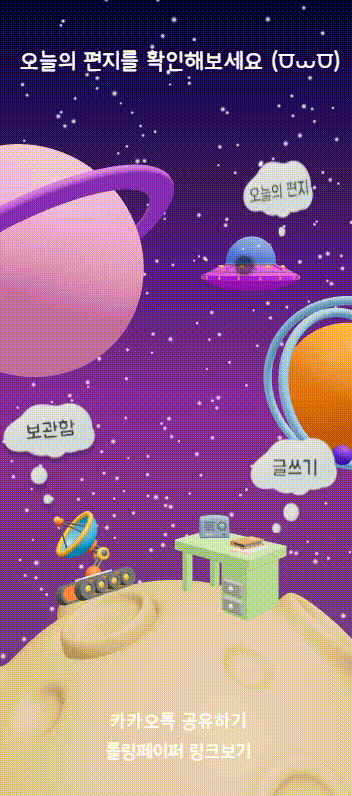 오늘의 편지를 확인해보세요 (ᗜ⩊ᗜ)
오늘의 편지
보관함
글쓰기
카카오톡 공유하기
롤링페이퍼 링크보기